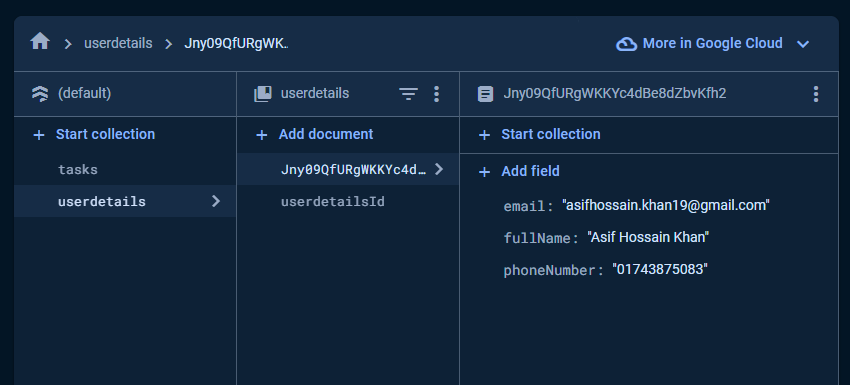 userdetails
Jny09QfURgWK..
More in Google Cloud
(default)
userdetails
Jny09QfURgWKKYc4dBe8dZbvKfh2
+ Start collection
+ Add document
+ Start collection
tasks
userdetails
Jny09QfURgWKKYc4d…
userdetailsId
+ Add field
email: "asifhossain.khan19@gmail.com"
fullName: "Asif Hossain Khan"
phoneNumber: "01743875083"